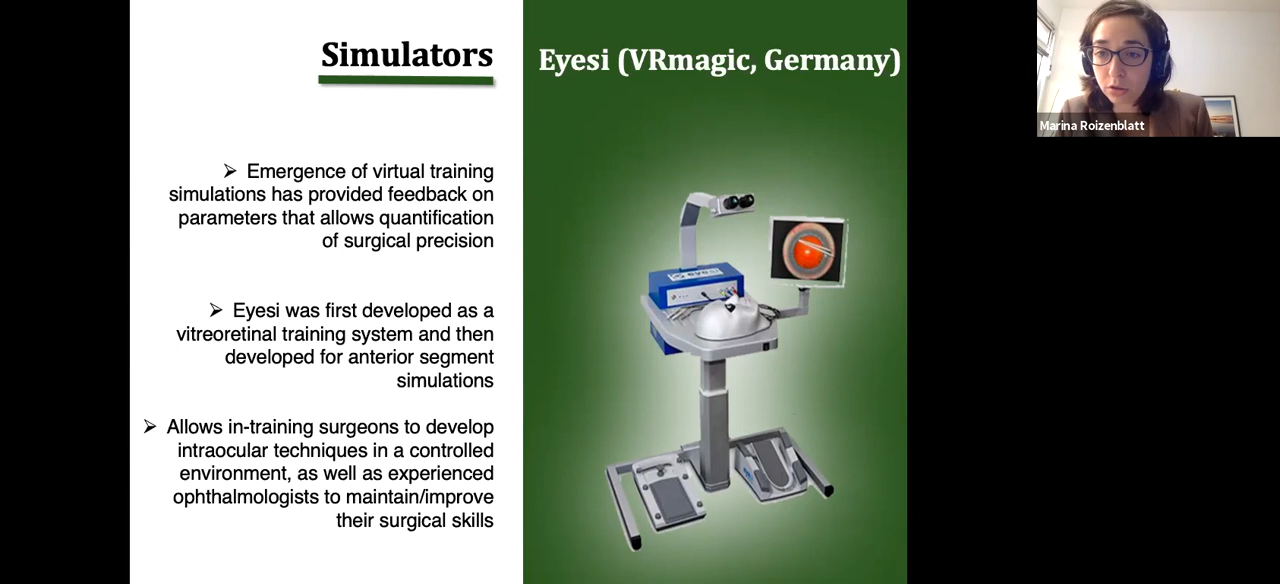 Simulators
Eyesi (VRmagic, Germany)
Marina Roizenblatt
➢ Emergence of virtual training
simulations has provided feedback on
parameters that allows quantification
of surgical precision
➢ Eyesi was first developed as a
vitreoretinal training system and then
developed for anterior segment
simulations
➢ Allows in-training surgeons to develop
intraocular techniques in a controlled
environment, as well as experienced
ophthalmologists to maintain/improve
their surgical skills